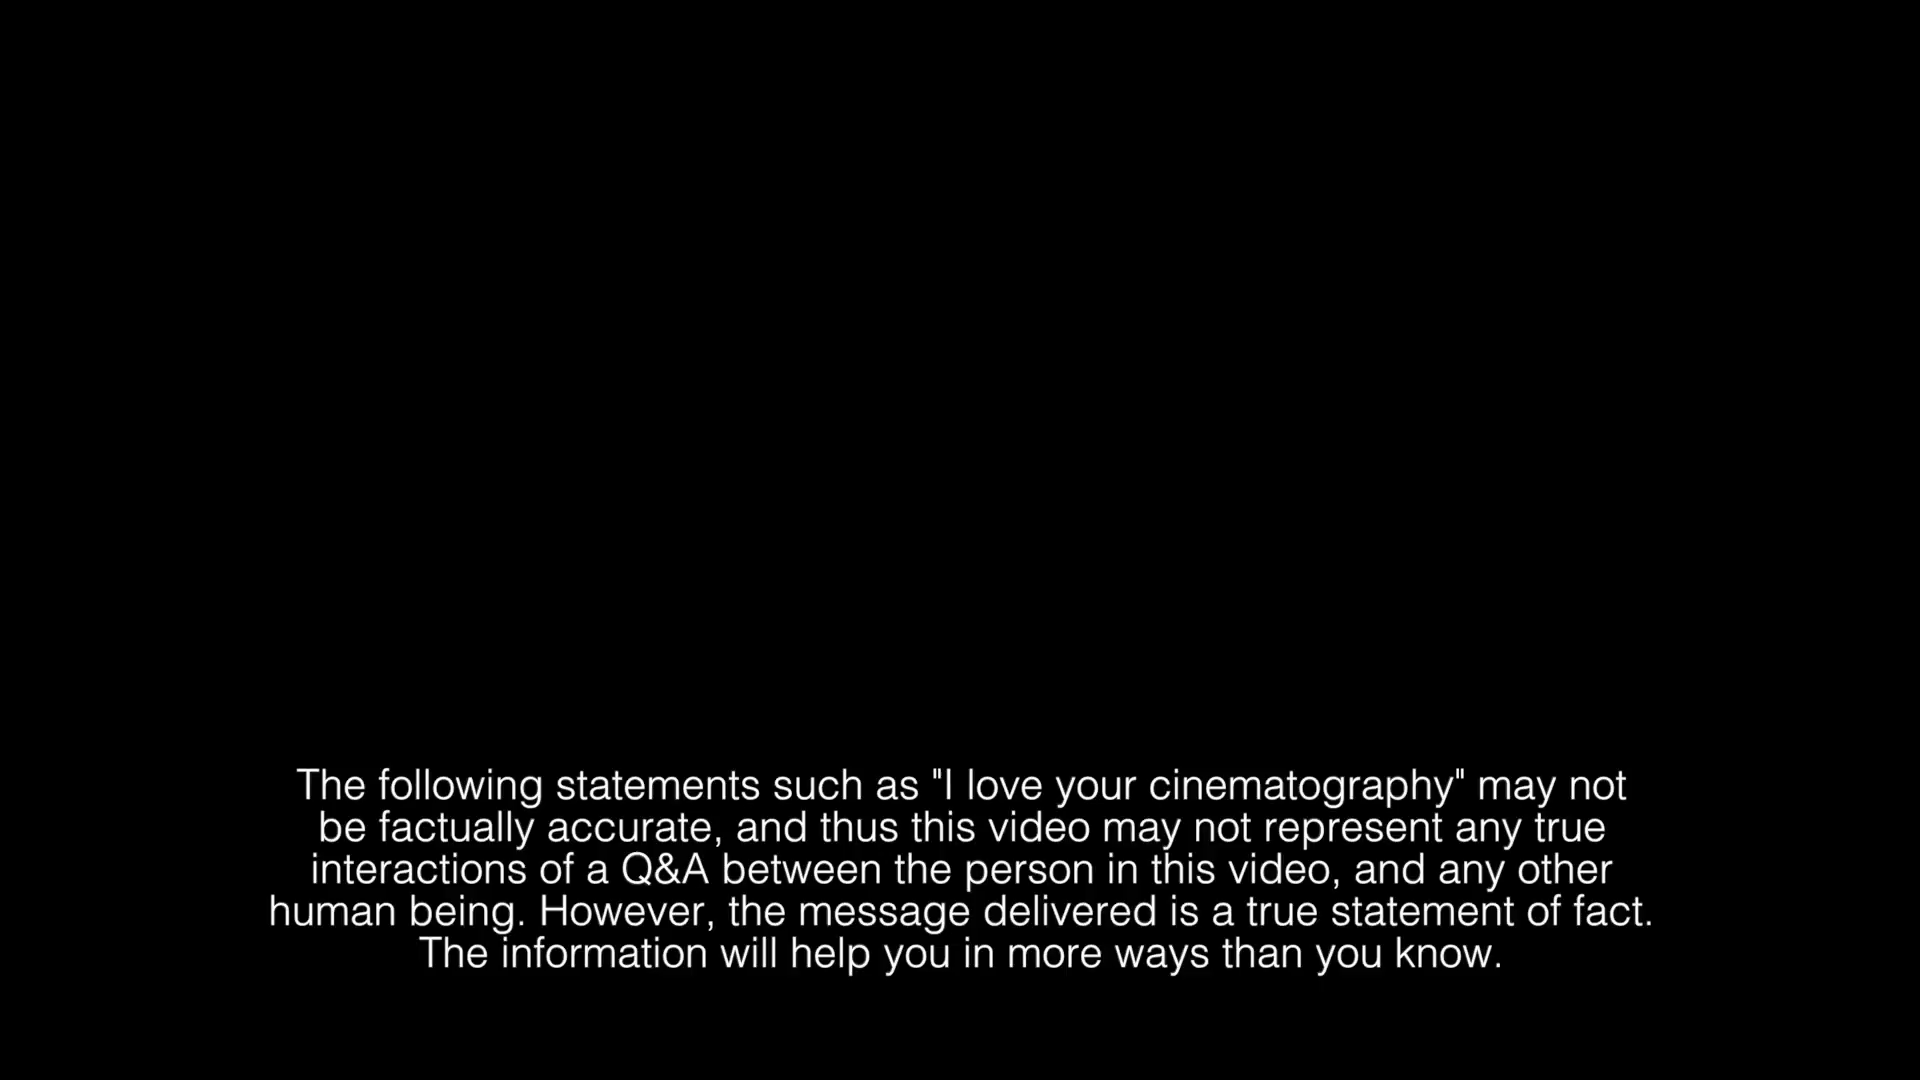 The following statements such as "I love your cinematography" may not
be factually accurate, and thus this video may not represent any true
interactions of a Q&A between the person in this video, and any other
human being. However, the message delivered is a true statement of fact.
The information will help you in more ways than you know.